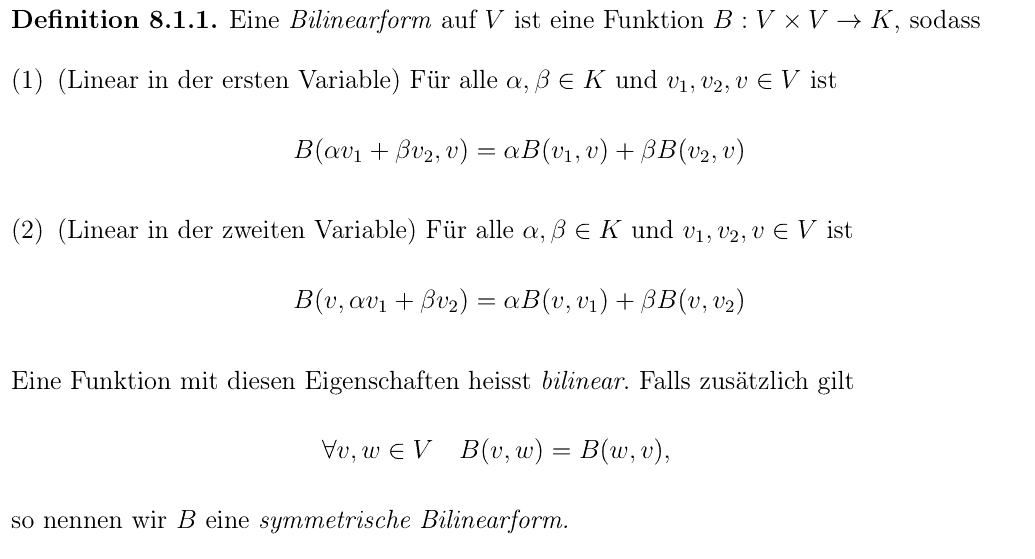 Definition 8.1.1. Eine Bilinearform auf V ist eine Funktion B : V × V → K, sodass
(1) (Linear in der ersten Variable) Für alle α, β ∈ K und v₁, v₂, v ∈ V ist
B(αv₁ + βv₂, v) = αB(v₁, v) + βB(v₂, v)
(2) (Linear in der zweiten Variable) Für alle α, β ∈ K und v₁, v₂, v ∈ V ist
B(v, αv₁ + βv₂) = αB(v, v₁) + βB(v, v₂)
Eine Funktion mit diesen Eigenschaften heisst bilinear. Falls zusätzlich gilt
∀v, w ∈ V B(v, w) = B(w, v),
so nennen wir B eine symmetrische Bilinearform.